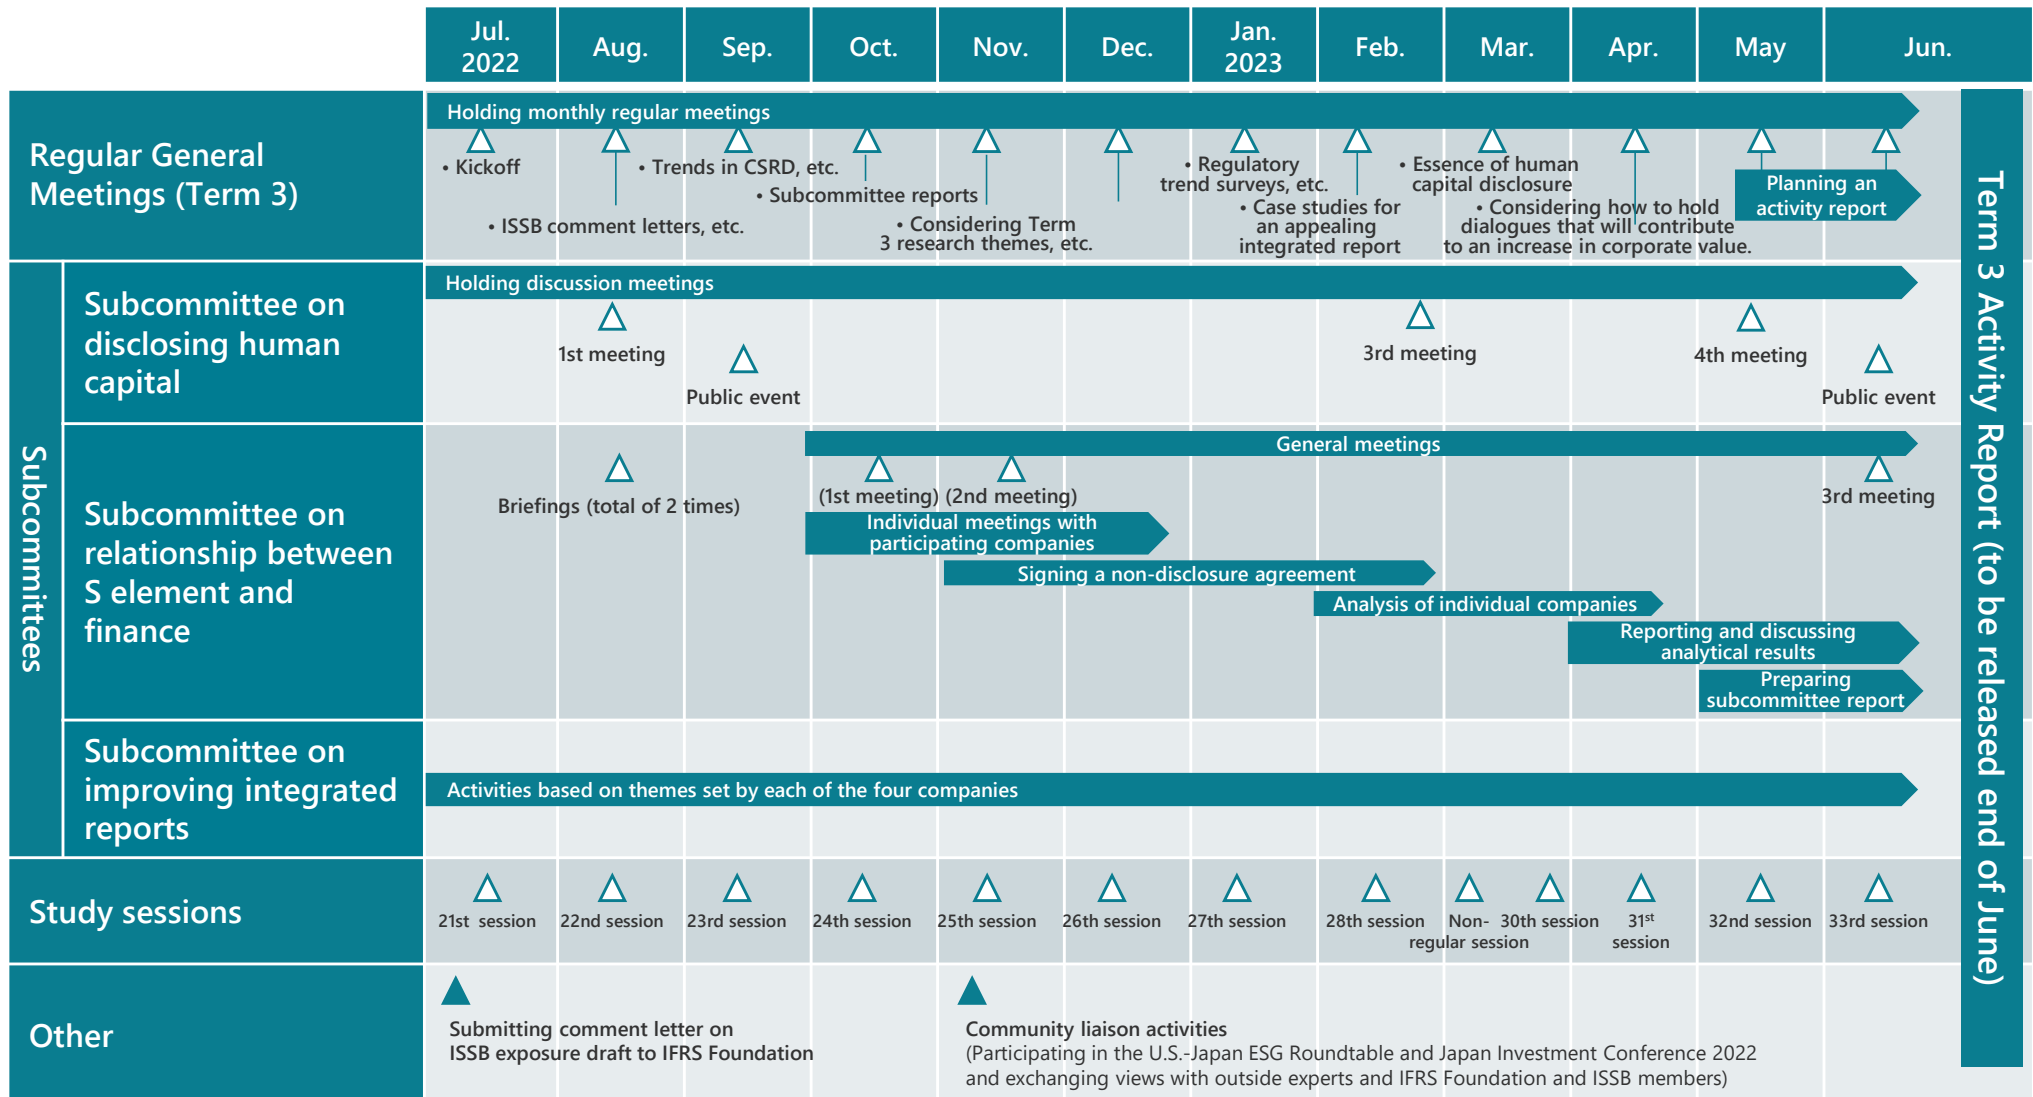 Jul.
2022
Aug.
Sep.
Oct.
Nov.
Dec.
Jan.
2023
Feb.
Mar.
Apr.
May
Jun.
Regular General
Meetings (Term 3)
Holding monthly regular meetings
• Kickoff
• ISSB comment letters, etc.
• Trends in CSRD, etc.
• Subcommittee reports
• Considering Term
3 research themes, etc.
• Regulatory
trend surveys, etc.
• Case studies for
an appealing
integrated report
• Essence of human
capital disclosure
• Considering how to hold
dialogues that will contribute
to an increase in corporate value.
Planning an
activity report
Subcommittees
Subcommittee on
disclosing human
capital
Holding discussion meetings
1st meeting
Public event
3rd meeting
4th meeting
Public event
Subcommittee on
relationship between
S element and
finance
General meetings
Briefings (total of 2 times)
(1st meeting)
(2nd meeting)
3rd meeting
Individual meetings with
participating companies
Signing a non-disclosure agreement
Analysis of individual companies
Reporting and discussing
analytical results
Preparing
subcommittee report
Subcommittee on
improving integrated
reports
Activities based on themes set by each of the four companies
Study sessions
21st session
22nd session
23rd session
24th session
25th session
26th session
27th session
28th session
Non-
regular session
30th session
31st
session
32nd session
33rd session
Other
Submitting comment letter on
ISSB exposure draft to IFRS Foundation
Community liaison activities
(Participating in the U.S.-Japan ESG Roundtable and Japan Investment Conference 2022
and exchanging views with outside experts and IFRS Foundation and ISSB members)
Term 3 Activity Report (to be released end of June)